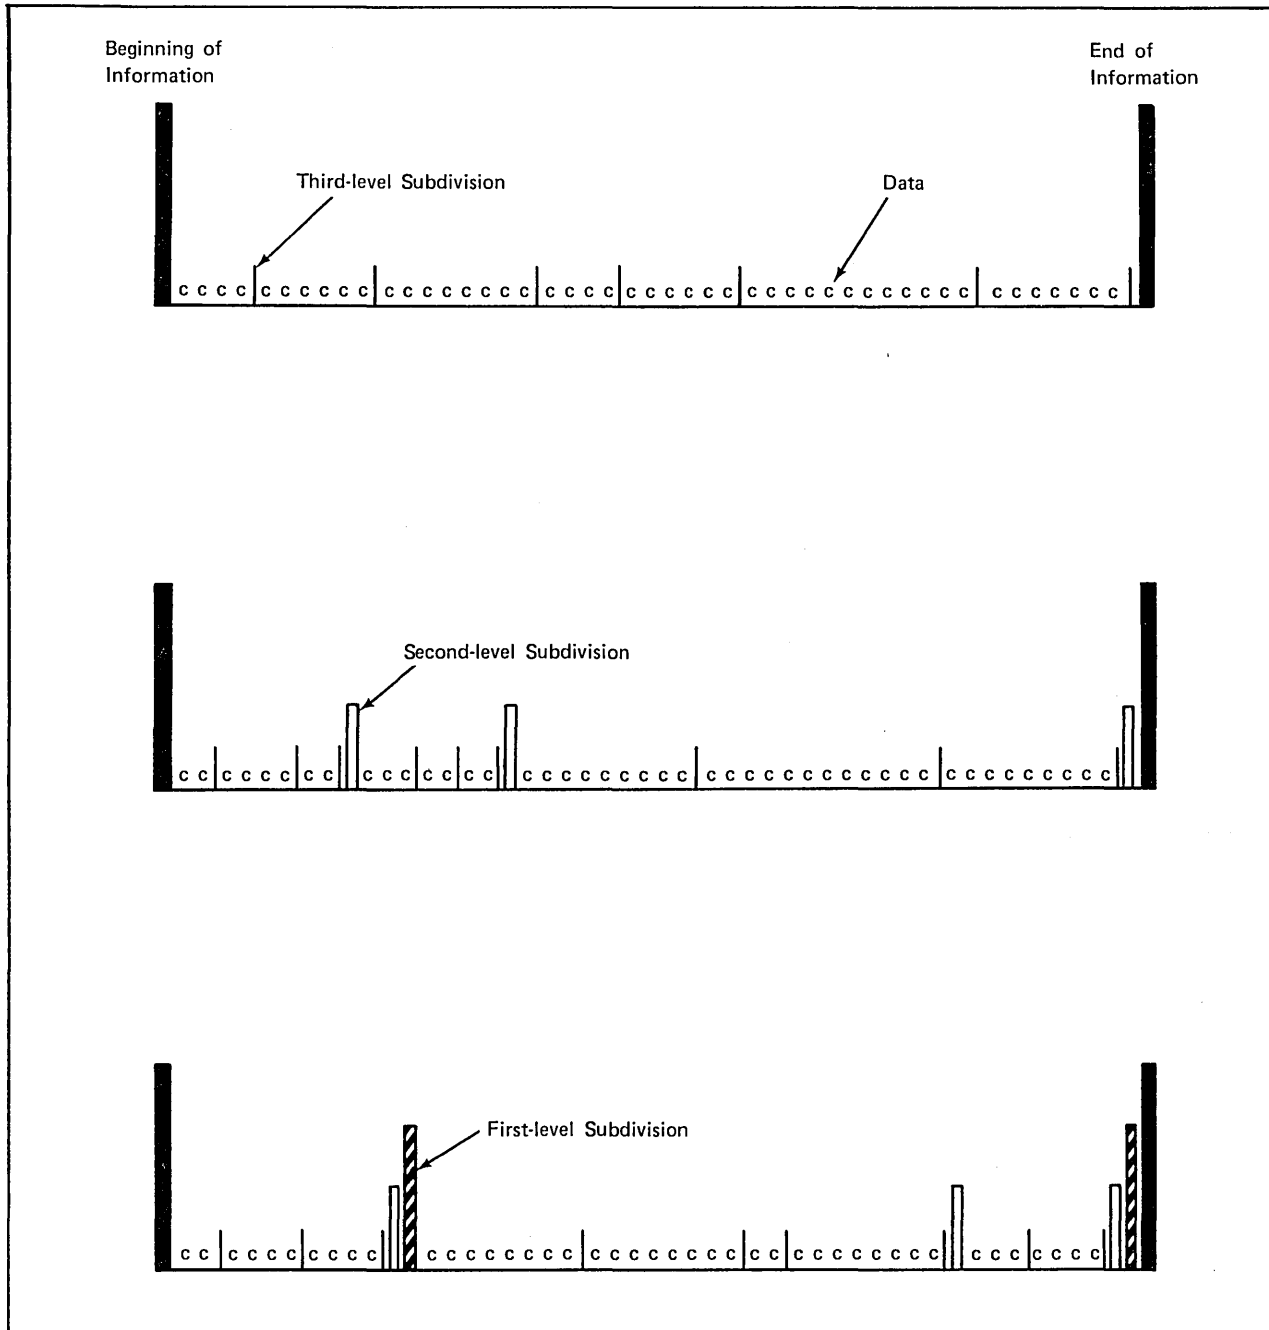 Beginning of
Information
End of
Information
Third-level Subdivision
Data
c c c c c c c c c c c c c c c c c c c c c c c c c c c c c c c c c c c c c c c c c c c c c c c
Second-level Subdivision
c c c c c c c c c c c c c c c c c c c c c c c c c c c c c c c c c c c c c c c c c c c c c
First-level Subdivision
c c c c c c c c c c c c c c c c c c c c c c c c c c c c c c c c c c c c c c c c c c c